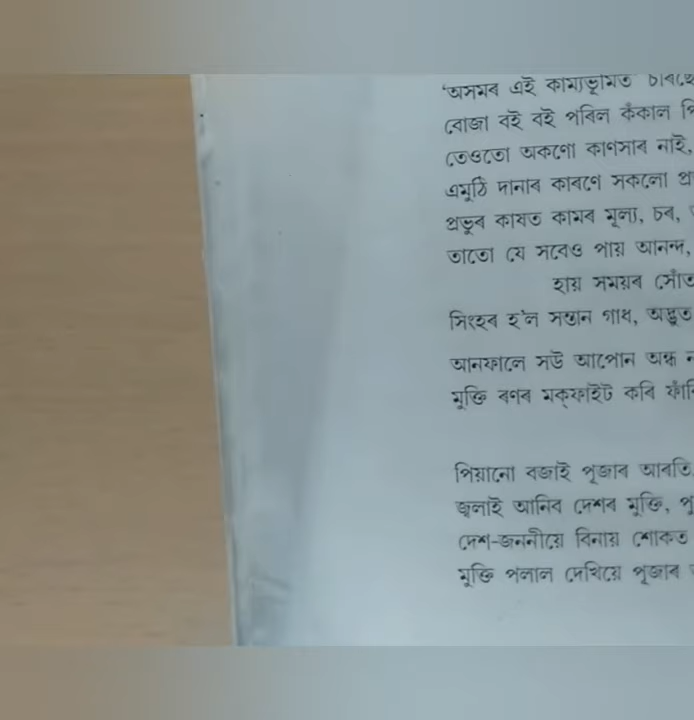 ‘অসমৰ এই কাম্যভূমিত
বোজা বই বই পৰিল কঁকাল
তেওতো অকণো কাণসাৰ নাই,
এমুঠি দানাৰ কাৰণে সকলো
প্ৰভুৰ কাষত কামৰ মূল্য, চৰ,
তাতো যে সবেও পায় আনন্দ,
হায় সময়ৰ সোঁত
সিংহৰ হ'ল সন্তান গাধ, অদ্ভুত
আনফালে সউ আপোন অন্ধ
মুক্তি ৰণৰ মক্‌ফাইট কৰি
পিয়ানো বজাই পূজাৰ আৰতি
জ্বলাই আনিব দেশৰ মুক্তি,
দেশ-জননীয়ে বিনায় শোকত
মুক্তি পলাল দেখিয়ে পূজাৰ